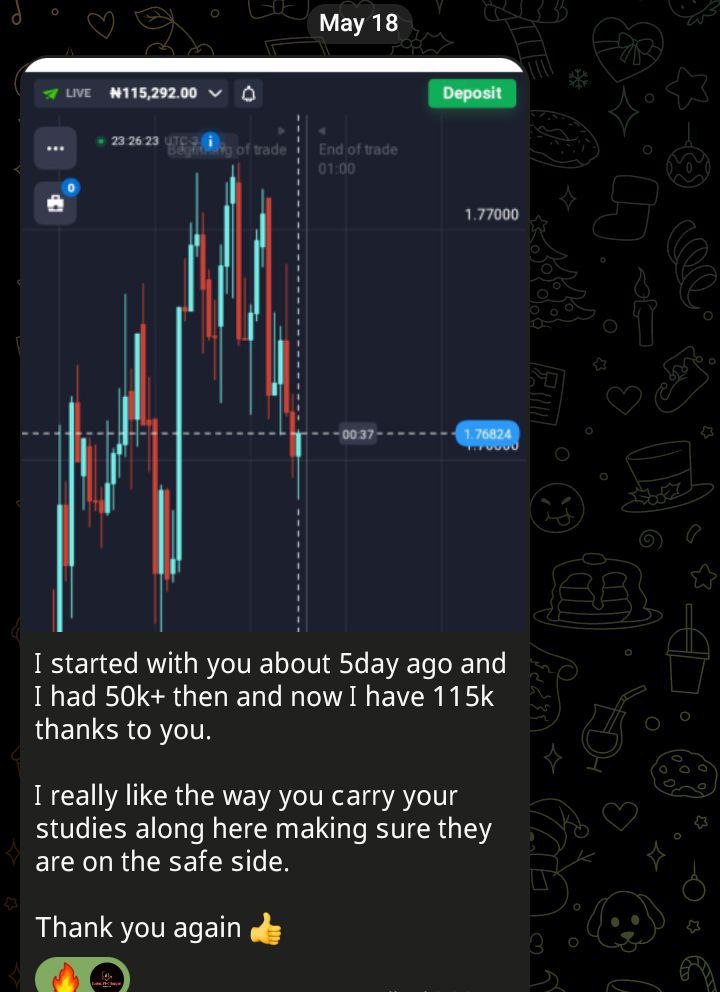 May 18
LIVE ₦115,292.00
Deposit
23:26:23
Beginning of trade
End of trade
01:00
0
1.77000
00:37
1.76824
I started with you about 5day ago and
I had 50k+ then and now I have 115k
thanks to you.
I really like the way you carry your
studies along here making sure they
are on the safe side.
Thank you again 👍